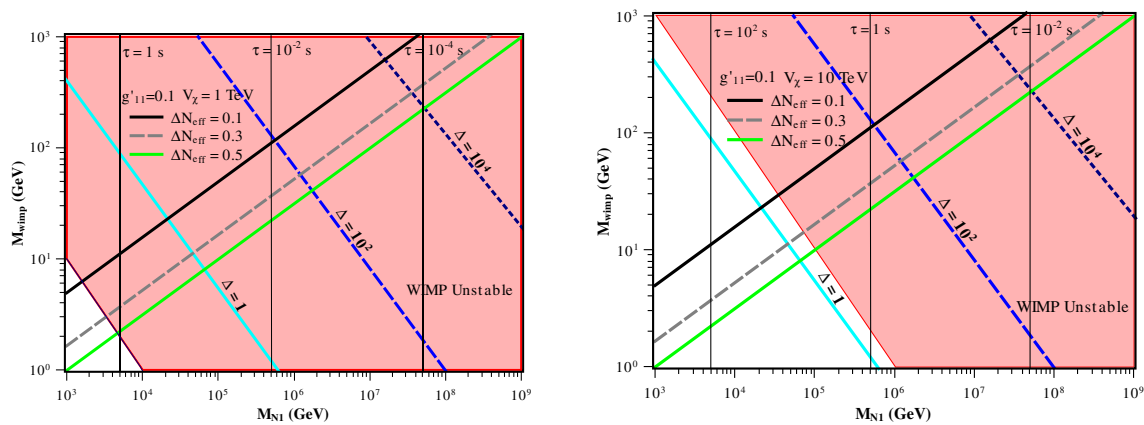 τ = 1 s
τ = 10⁻² s
τ = 10⁻⁴ s
g'₁₁=0.1 V_χ = 1 TeV
ΔN_eff = 0.1
ΔN_eff = 0.3
ΔN_eff = 0.5
Δ = 10⁴
Δ = 10²
Δ = 1
WIMP Unstable
M_wimp (GeV)
10³
10²
10¹
10⁰
10³ 10⁴ 10⁵ 10⁶ 10⁷ 10⁸ 10⁹
M_N1 (GeV)
τ = 10² s
τ = 1 s
τ = 10⁻² s
g'₁₁=0.1 V_χ = 10 TeV
ΔN_eff = 0.1
ΔN_eff = 0.3
ΔN_eff = 0.5
Δ = 10⁴
Δ = 10²
Δ = 1
WIMP Unstable
M_wimp (GeV)
10³
10²
10¹
10⁰
10³ 10⁴ 10⁵ 10⁶ 10⁷ 10⁸ 10⁹
M_N1 (GeV)